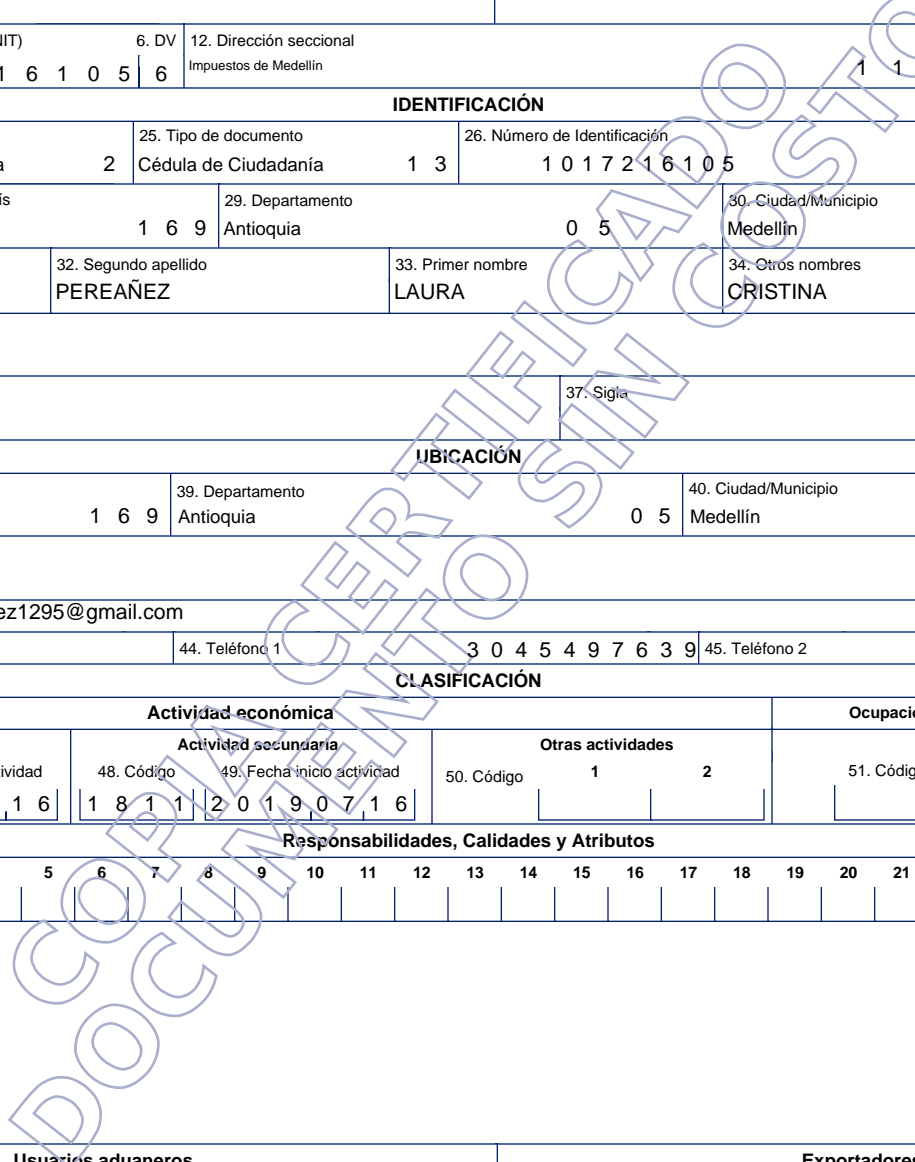 NIT) 6. DV 12. Dirección seccional
1 6 1 0 5 6 Impuestos de Medellín 1 1
IDENTIFICACIÓN
25. Tipo de documento 26. Número de Identificación
a 2 Cédula de Ciudadanía 1 3 1 0 1 7 2 1 6 1 0 5
ís 29. Departamento 30. Ciudad/Municipio
1 6 9 Antioquia 0 5 Medellín
32. Segundo apellido 33. Primer nombre 34. Otros nombres
PEREAÑEZ LAURA CRISTINA
37. Sigla
UBICACIÓN
39. Departamento 40. Ciudad/Municipio
1 6 9 Antioquia 0 5 Medellín
ez1295@gmail.com
44. Teléfono 1 3 0 4 5 4 9 7 6 3 9 45. Teléfono 2
CLASIFICACIÓN
Actividad económica Ocupació
Actividad secundaria Otras actividades
ividad 48. Código 49. Fecha inicio actividad 50. Código 1 2 51. Códig
1 6 1 8 1 1 2 0 1 9 0 7 1 6
Responsabilidades, Calidades y Atributos
5 6 7 8 9 10 11 12 13 14 15 16 17 18 19 20 21
Usuarios aduaneros Exportadores
COPIA CERTIFICADO
DOCUMENTO SIN COSTO